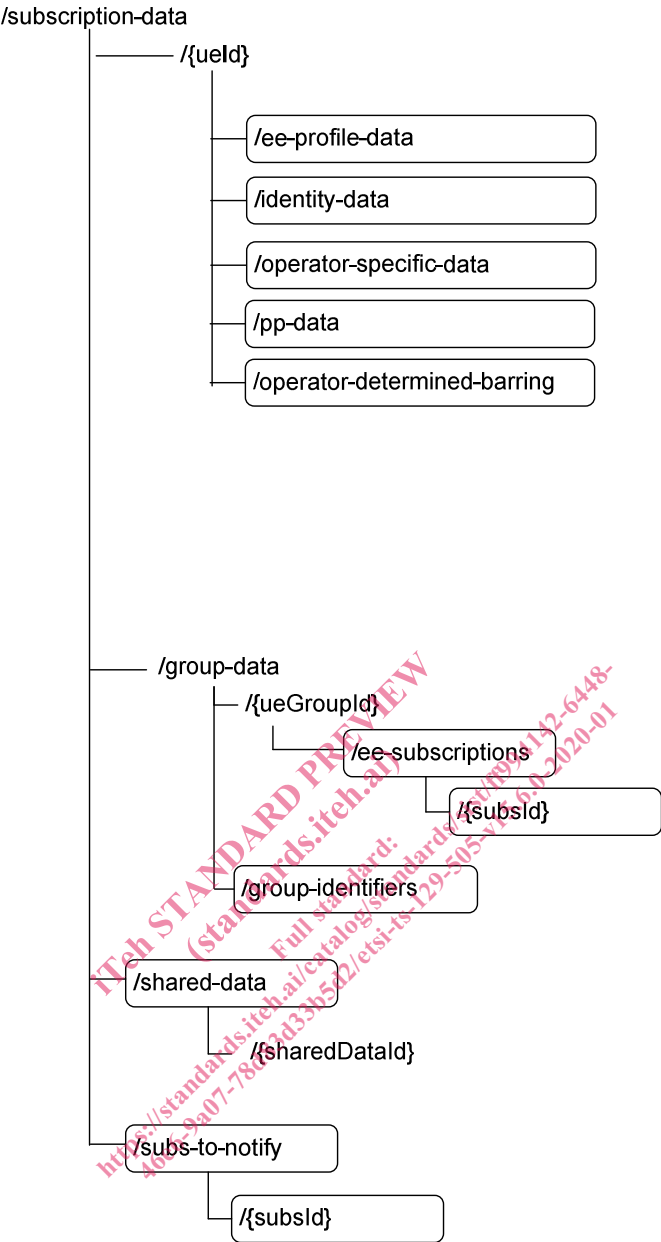 /subscription-data
/{ueId}
/ee-profile-data
/identity-data
/operator-specific-data
/pp-data
/operator-determined-barring
/group-data
/{ueGroupId}
/ee-subscriptions
/{subsId}
/group-identifiers
/shared-data
/{sharedDataId}
/subs-to-notify
/{subsId}
iTeh STANDARD PREVIEW
(standards.iteh.ai)
Full standard: